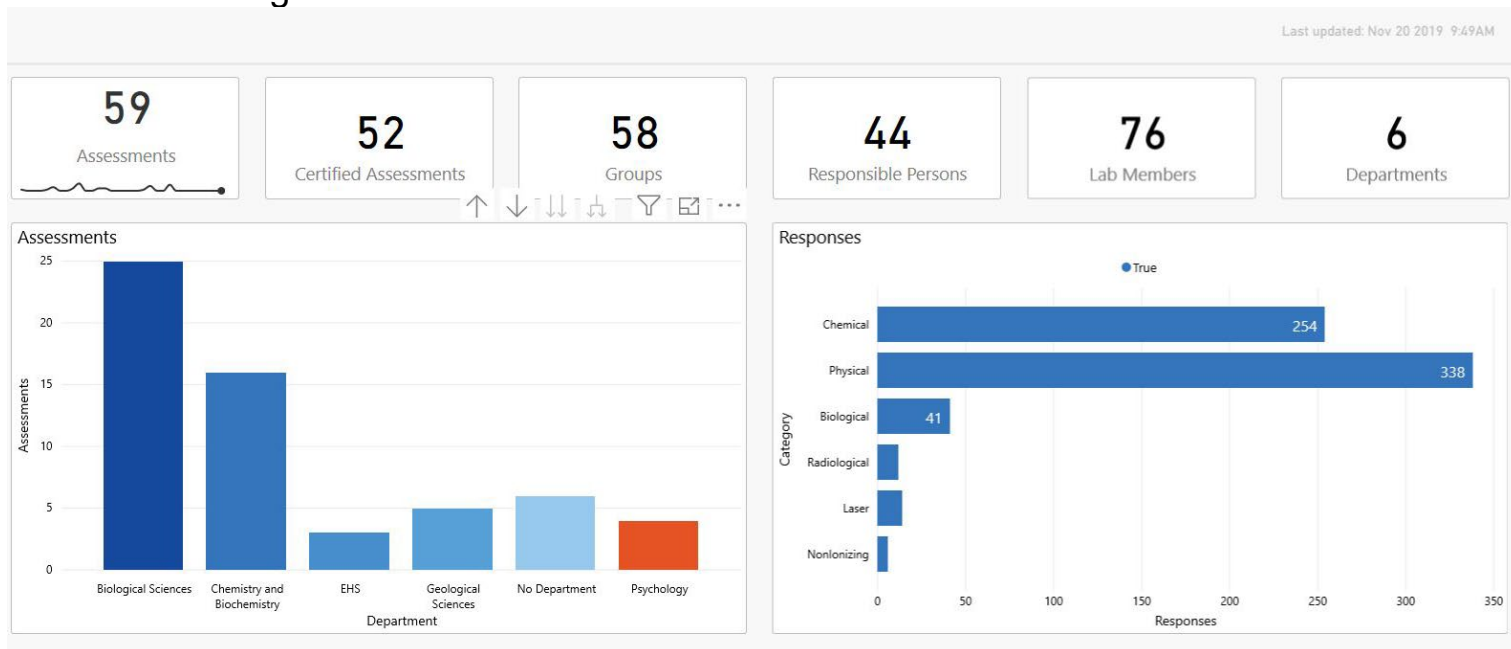 Last updated: Nov 20 2019 9:49AM
59
Assessments
52
Certified Assessments
58
Groups
44
Responsible Persons
76
Lab Members
6
Departments
Assessments
25
20
15
10
5
0
Assessments
Biological Sciences
Chemistry and
Biochemistry
EHS
Geological
Sciences
No Department
Psychology
Department
Responses
True
Category
Chemical
254
Physical
338
Biological
41
Radiological
Laser
NonIonizing
0
50
100
150
200
250
300
350
Responses